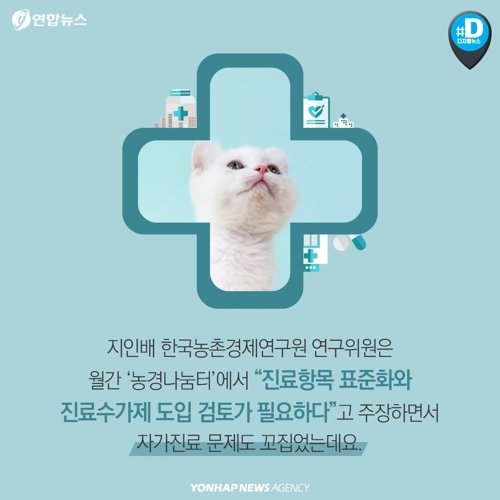 연합뉴스
#D
디지털뉴스
지인배 한국농촌경제연구원 연구위원은
월간 ‘농경나눔터’에서 “진료항목 표준화와
진료수가제 도입 검토가 필요하다”고 주장하면서
자가진료 문제도 꼬집었는데요.
YONHAP NEWS AGENCY